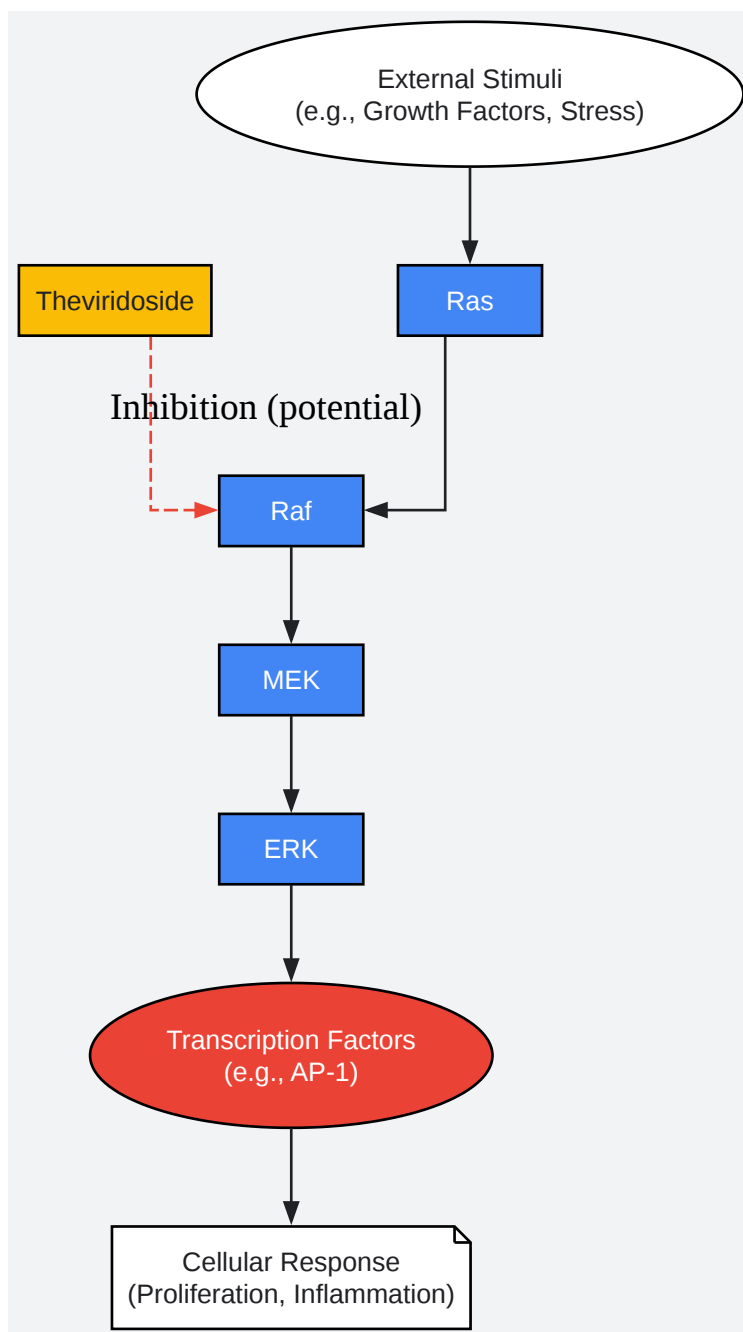 External Stimuli
(e.g., Growth Factors, Stress)
Theviridoside
Ras
Inhibition (potential)
Raf
MEK
ERK
Transcription Factors
(e.g., AP-1)
Cellular Response
(Proliferation, Inflammation)